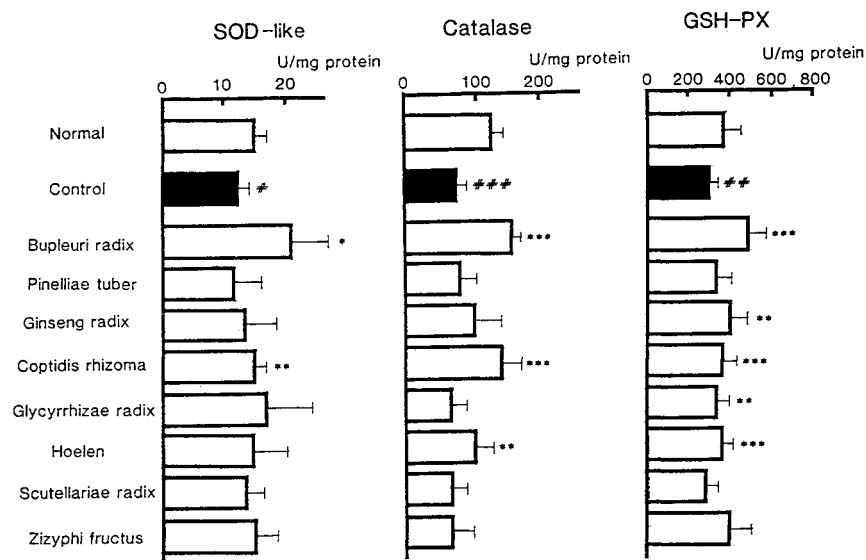 SOD-like Catalase GSH-PX
U/mg protein U/mg protein U/mg protein
0 10 20 0 100 200 0 200 400 600 800
Normal
Control # ### ##
Bupleuri radix * *** ***
Pinelliae tuber
Ginseng radix **
Coptidis rhizoma ** *** ***
Glycyrrhizae radix **
Hoelen ** ***
Scutellariae radix
Zizyphi fructus